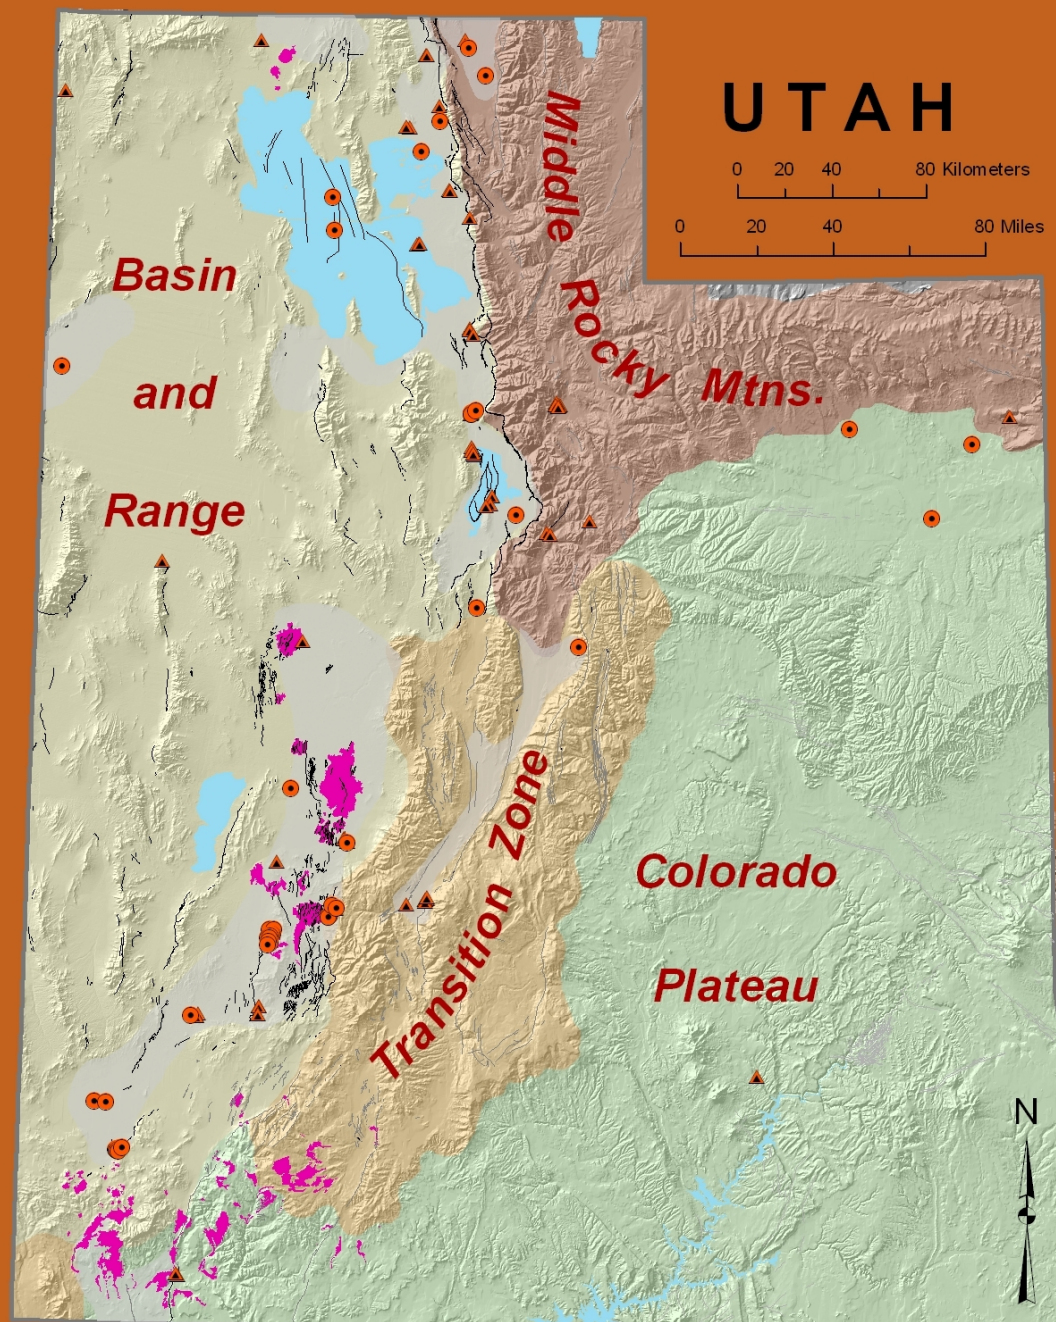 UTAH
0 20 40 80 Kilometers
0 20 40 80 Miles
Middle
Rocky
Mtns.
Basin
and
Range
Transition Zone
Colorado
Plateau
N